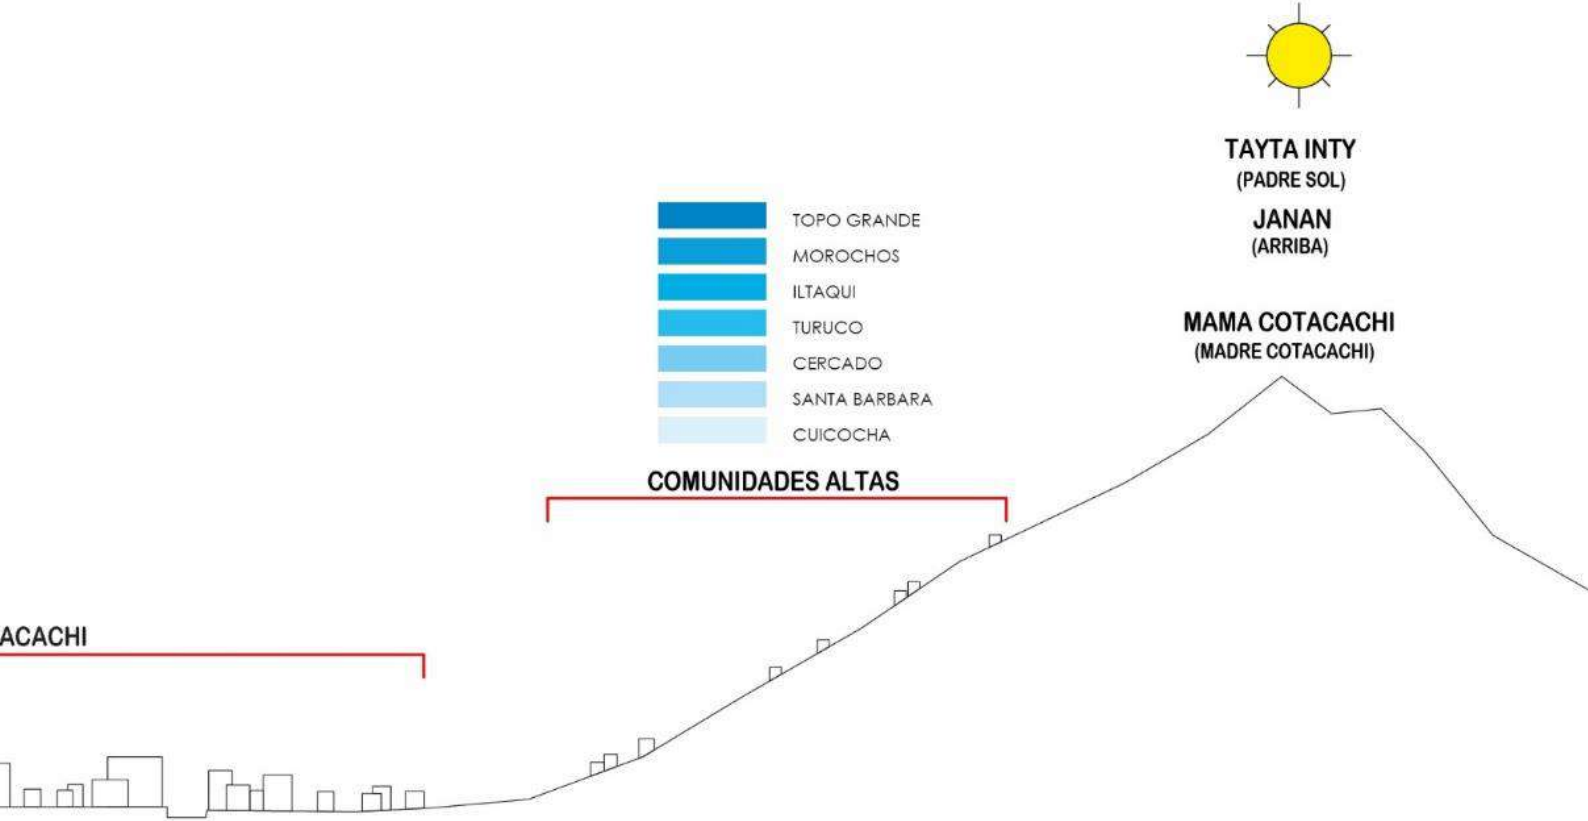 TAYTA INTY
(PADRE SOL)
JANAN
(ARRIBA)
TOPO GRANDE
MOROCHOS
ILTAQUI
TURUCO
CERCADO
SANTA BARBARA
CUICOCHA
MAMA COTACACHI
(MADRE COTACACHI)
COMUNIDADES ALTAS
ACACHI